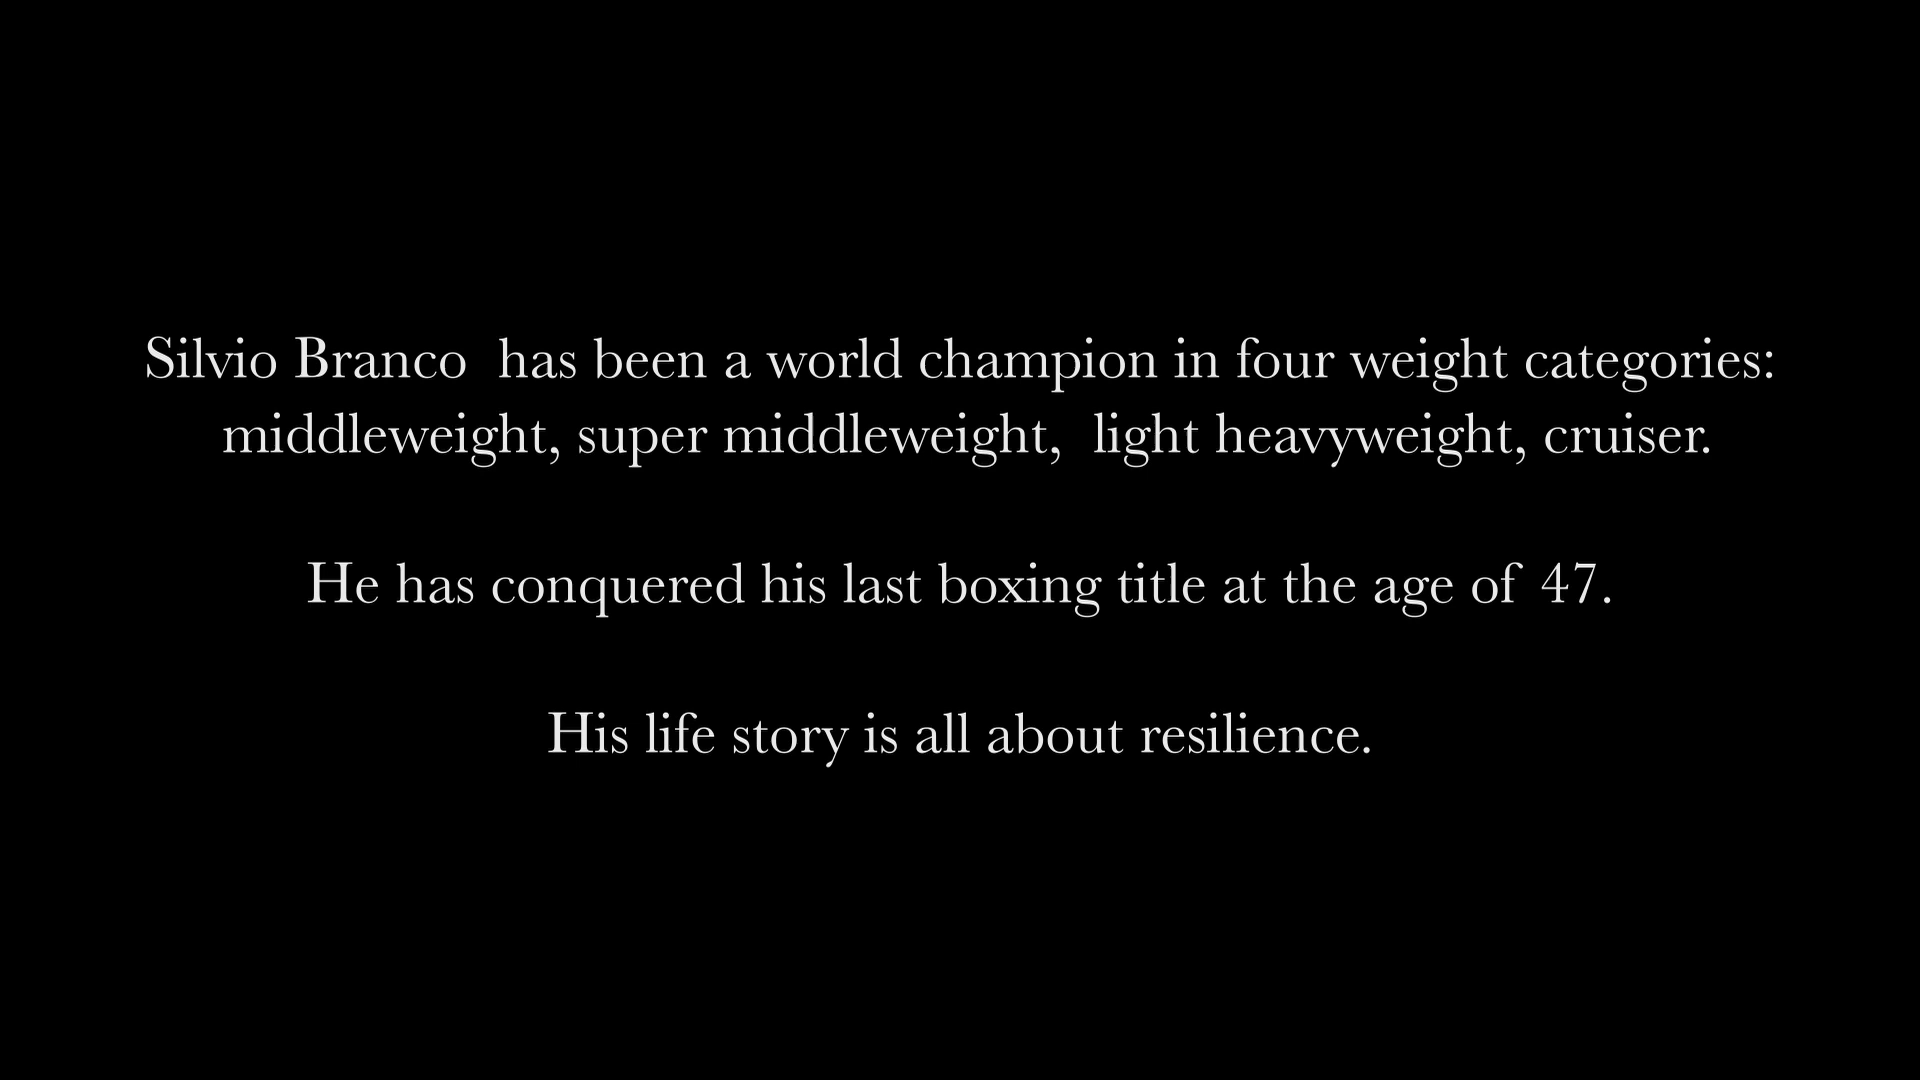 Silvio Branco  has been a world champion in four weight categories:
middleweight, super middleweight,  light heavyweight, cruiser.
He has conquered his last boxing title at the age of 47.
His life story is all about resilience.